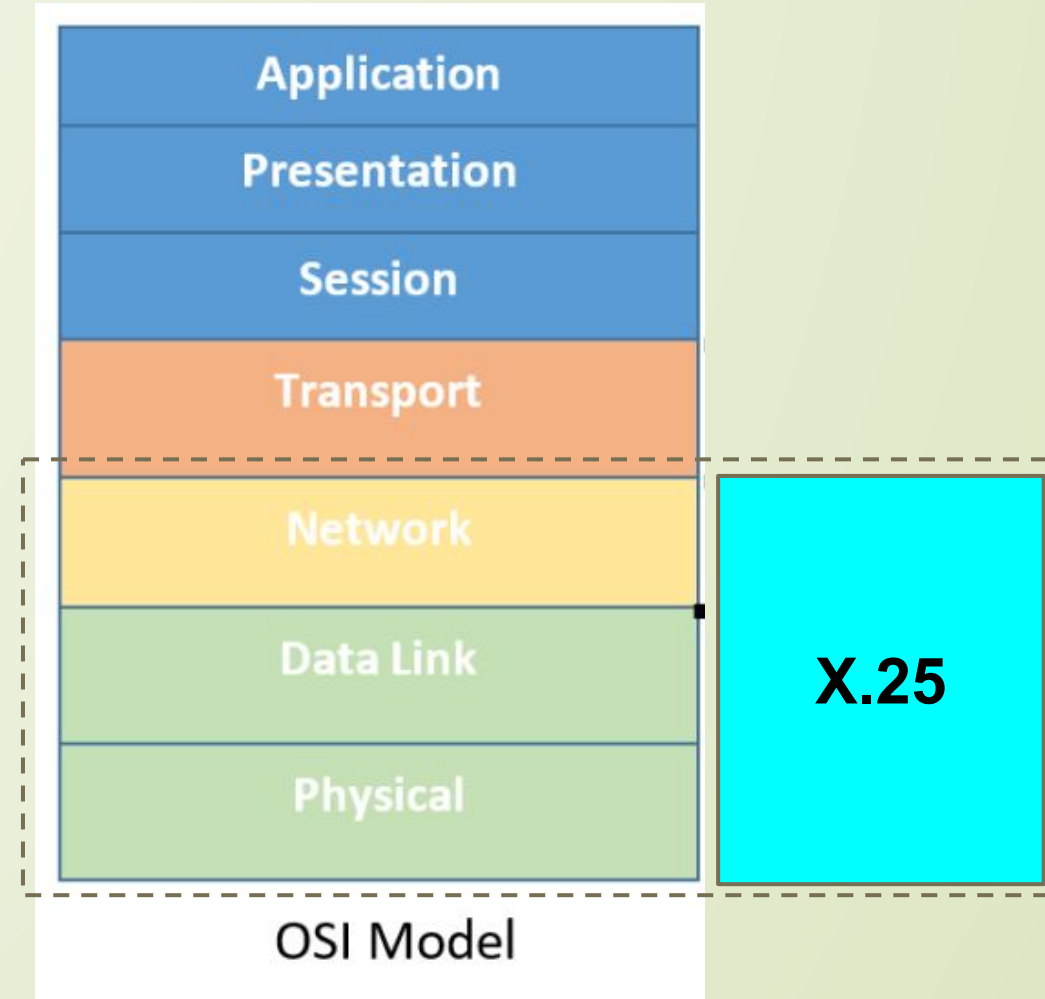 Application
Presentation
Session
Transport
Network
Data Link
Physical
X.25
OSI Model